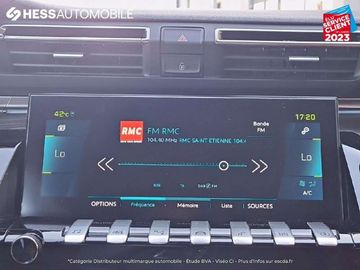 HESSAUTOMOBILE
ÉLU
SERVICE
CLIENT
2023
42°C
17:20
RMC
FM RMC
Bande
FM
104.40 MHz RMC SAINT ETIENNE 104.4
Lo
Lo
A/C
OPTIONS
Fréquence
Mémoire
Liste
SOURCES
*Catégorie Distributeur multimarque automobile - Étude BVA - Viséo CI - Plus d'infos sur escda.fr